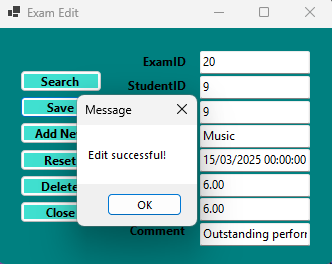 Exam Edit
ExamID 20
Search
StudentID 9
Save 9
Message
Add New Music
Edit successful!
Reset 15/03/2025 00:00:00
Delete 6.00
OK
Close 6.00
Comment Outstanding perforr